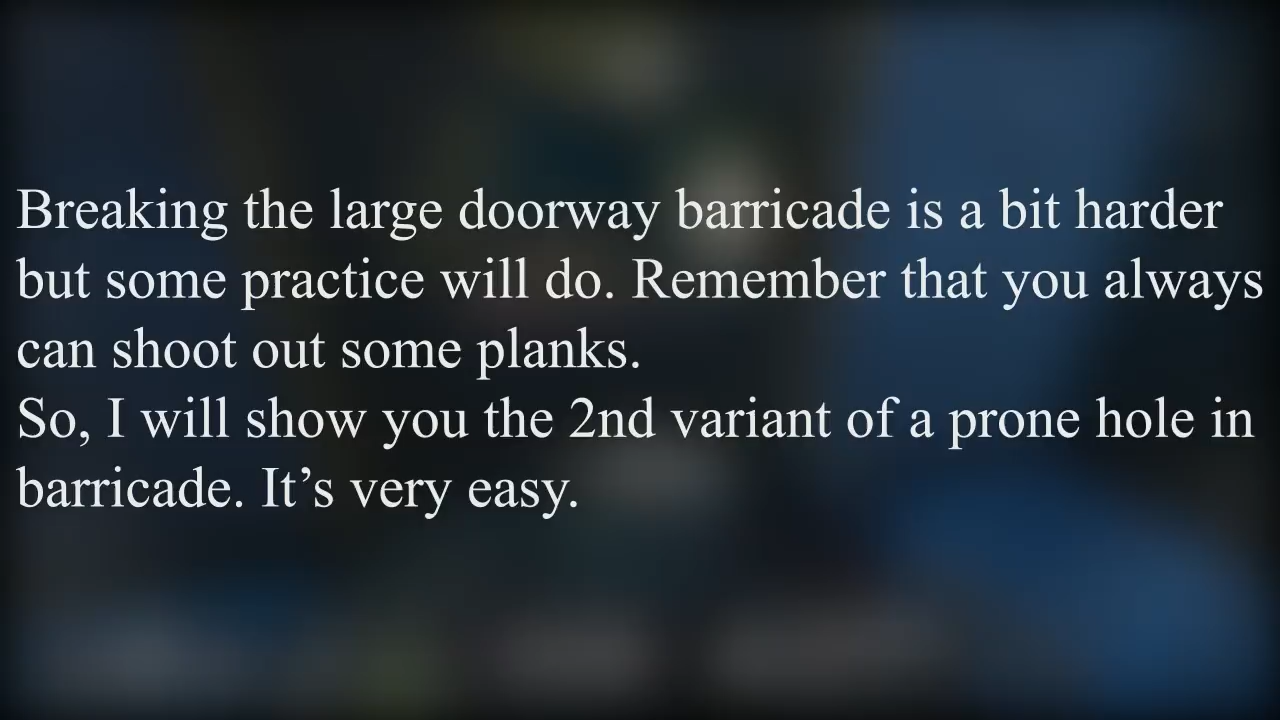 Breaking the large doorway barricade is a bit harder
but some practice will do. Remember that you always
can shoot out some planks.
So, I will show you the 2nd variant of a prone hole in
barricade. It’s very easy.